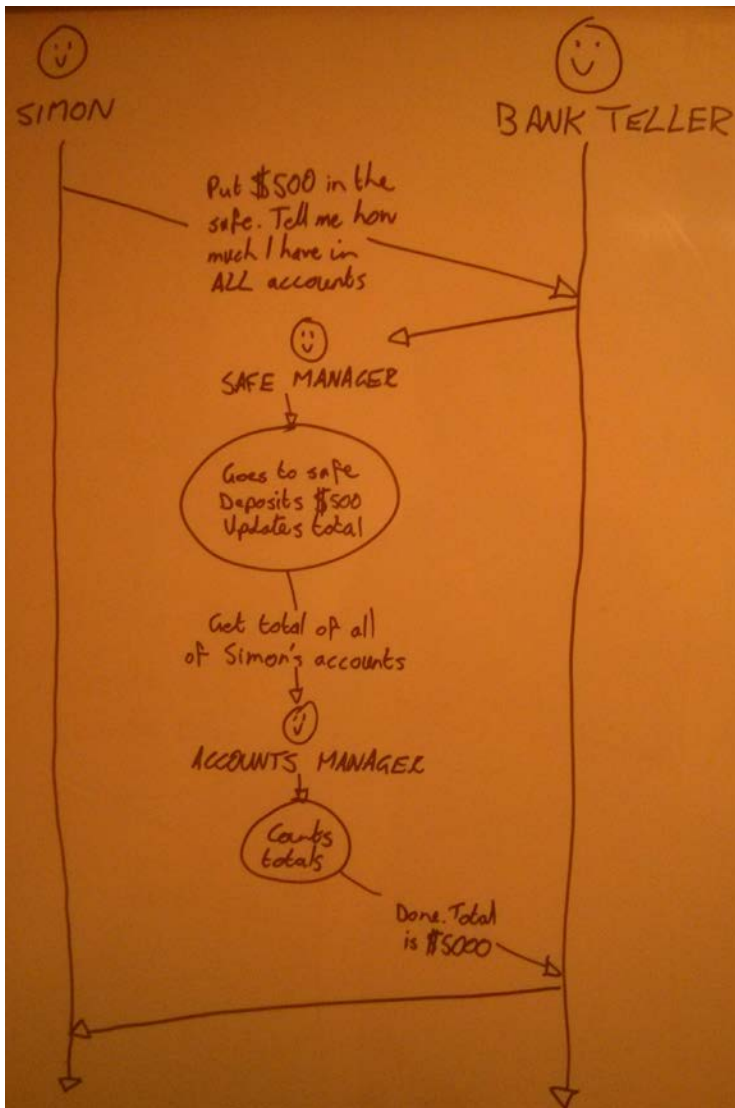 SIMON
BANK TELLER
Put $500 in the
safe. Tell me how
much I have in
ALL accounts
SAFE MANAGER
Goes to safe
Deposits $500
Updates total
Get total of all
of Simon's accounts
ACCOUNTS MANAGER
Counts
totals
Done. Total
is $5000